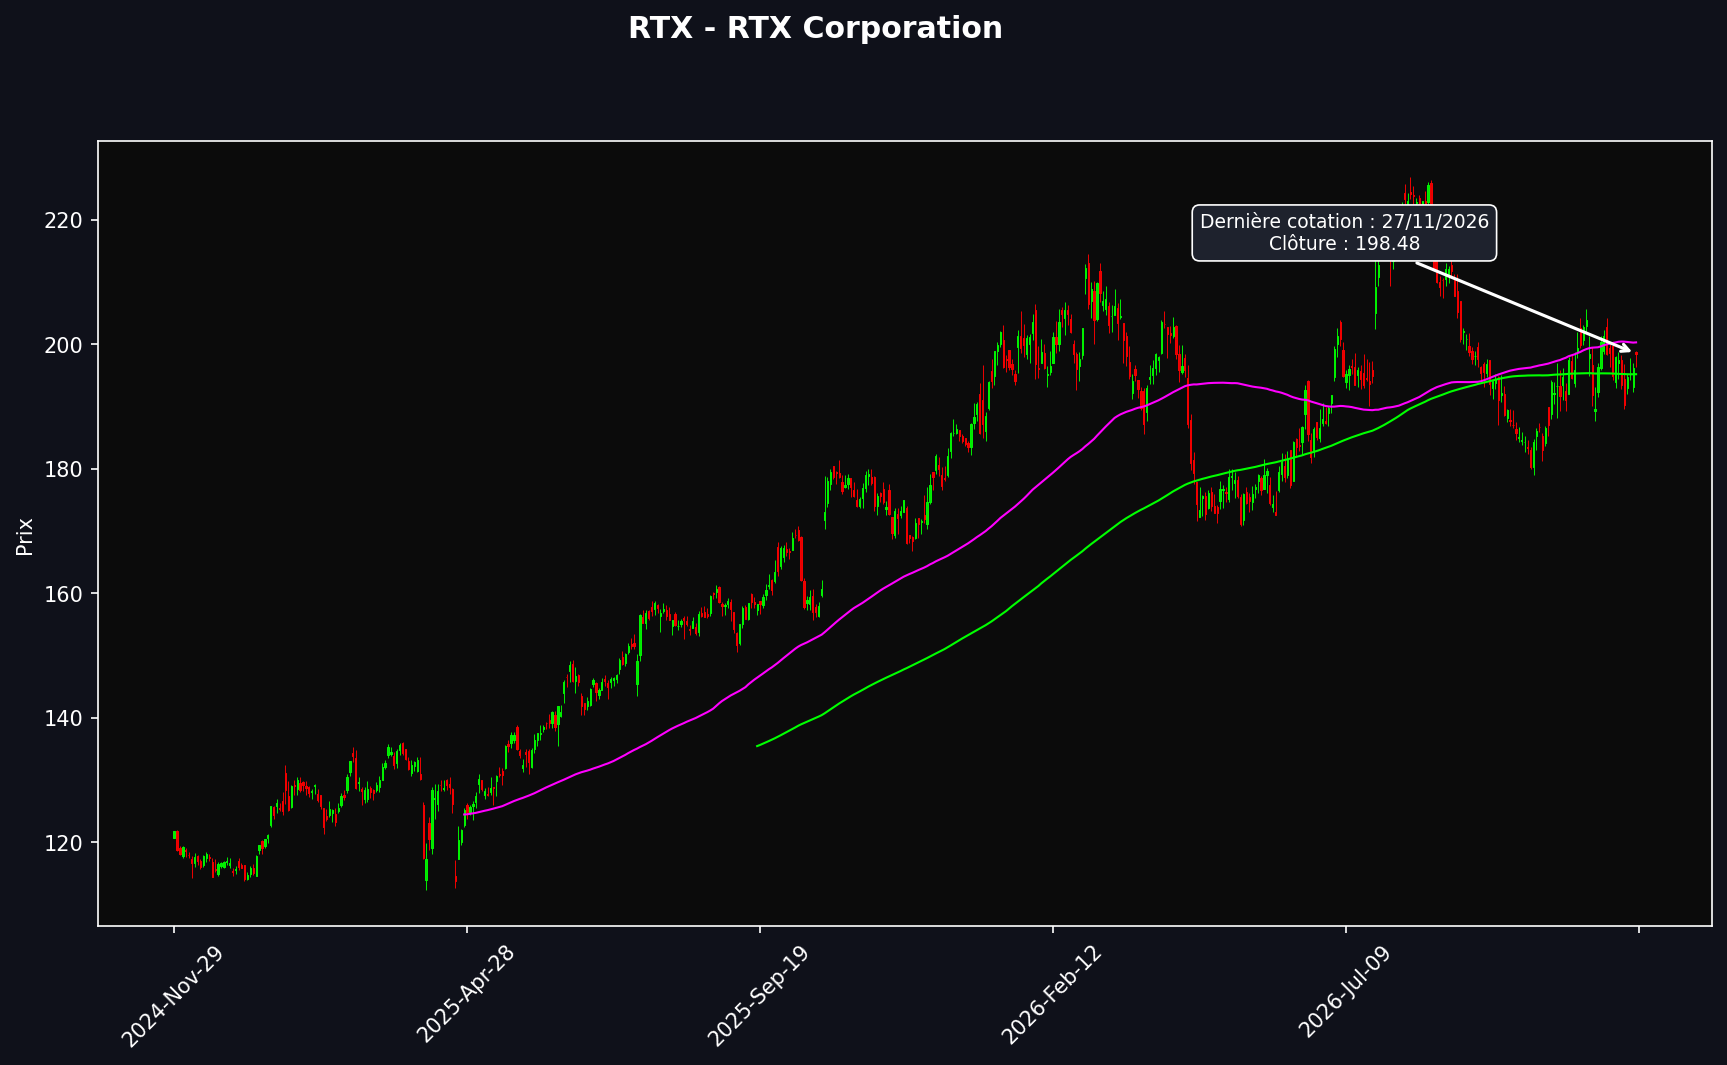 RTX - RTX Corporation
Dernière cotation : 27/11/2026
Clôture : 198.48
Prix
220
200
180
160
140
120
2024-Nov-29
2025-Apr-28
2025-Sep-19
2026-Feb-12
2026-Jul-09